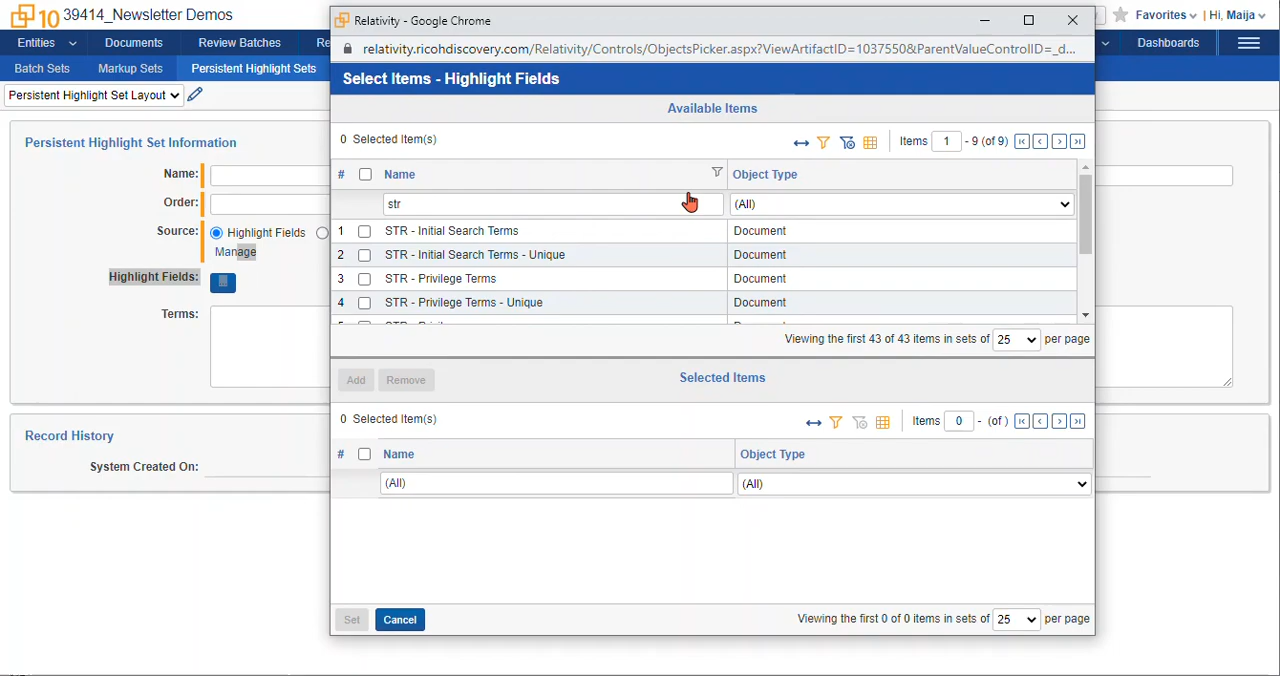 10 39414_Newsletter Demos
Favorites | Hi, Maija
Entities Documents Review Batches Re Dashboards
Batch Sets Markup Sets Persistent Highlight Sets
Persistent Highlight Set Layout
Persistent Highlight Set Information
Name:
Order:
Source: Highlight Fields
Manage
Highlight Fields:
Terms:
Record History
System Created On:
Relativity - Google Chrome
relativity.ricohdiscovery.com/Relativity/Controls/ObjectsPicker.aspx?ViewArtifactID=1037550&ParentValueControlID=_d...
Select Items - Highlight Fields
Available Items
0 Selected Item(s) Items 1 - 9 (of 9)
# Name Object Type
str (All)
1 STR - Initial Search Terms Document
2 STR - Initial Search Terms - Unique Document
3 STR - Privilege Terms Document
4 STR - Privilege Terms - Unique Document
Viewing the first 43 of 43 items in sets of 25 per page
Add Remove Selected Items
0 Selected Item(s) Items 0 - (of )
# Name Object Type
(All) (All)
Set Cancel Viewing the first 0 of 0 items in sets of 25 per page